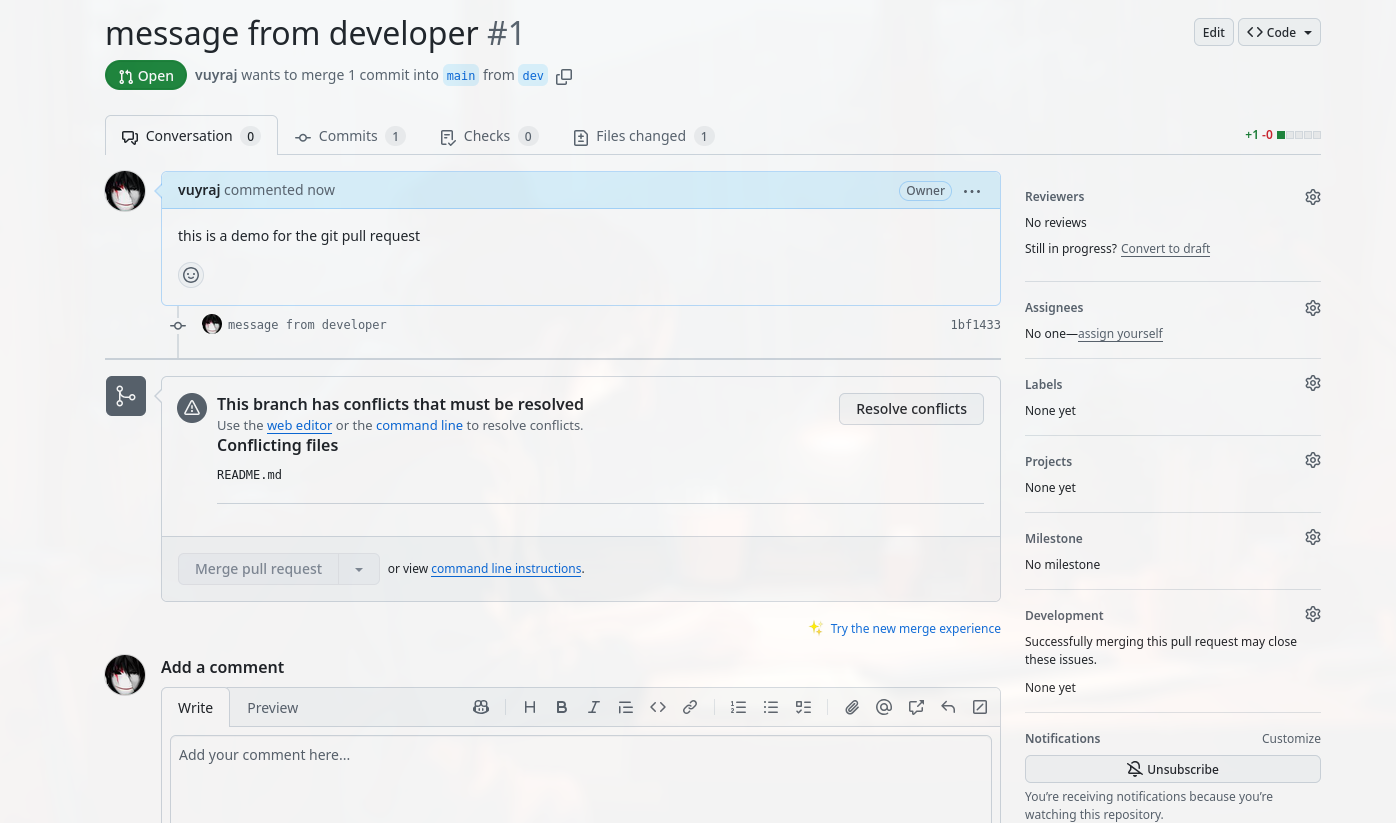 message from developer #1
Edit
Code
Open
vuyraj wants to merge 1 commit into main from dev
Conversation 0
Commits 1
Checks 0
Files changed 1
+1 -0
vuyraj commented now
Owner
this is a demo for the git pull request
message from developer
1bf1433
This branch has conflicts that must be resolved
Use the web editor or the command line to resolve conflicts.
Resolve conflicts
Conflicting files
README.md
Merge pull request
or view command line instructions.
Try the new merge experience
Add a comment
Write
Preview
Add your comment here...
Reviewers
No reviews
Still in progress? Convert to draft
Assignees
No one—assign yourself
Labels
None yet
Projects
None yet
Milestone
No milestone
Development
Successfully merging this pull request may close
these issues.
None yet
Notifications
Customize
Unsubscribe
You're receiving notifications because you're
watching this repository.